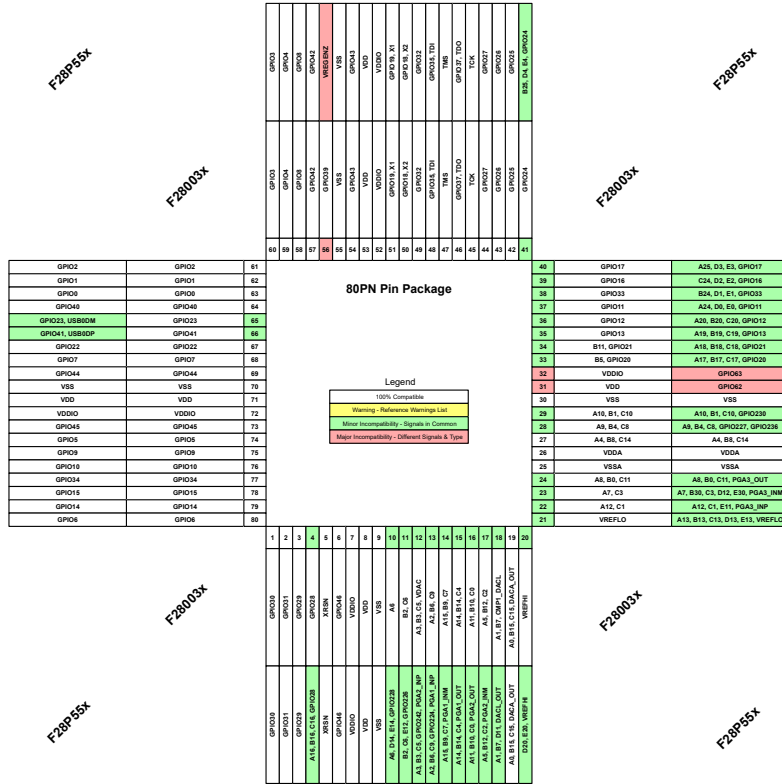 F28P55x
F28P55x
F28003x
F28003x
GPIO3
GPIO4
GPIO8
GPIO42
VREGENZ
VSS
GPIO43
VDD
VDDIO
GPIO19, X1
GPIO18, X2
GPIO32
GPIO35, TDI
TMS
GPIO37, TDO
TCK
GPIO27
GPIO26
GPIO25
B25, D4, E4, GPIO24
GPIO3
GPIO4
GPIO8
GPIO42
GPIO39
VSS
GPIO43
VDD
VDDIO
GPIO19, X1
GPIO18, X2
GPIO32
GPIO35, TDI
TMS
GPIO37, TDO
TCK
GPIO27
GPIO26
GPIO25
GPIO24
60 59 58 57 56 55 54 53 52 51 50 49 48 47 46 45 44 43 42 41
GPIO2 GPIO2 61
GPIO1 GPIO1 62
GPIO0 GPIO0 63
GPIO40 GPIO40 64
GPIO23, USB0DM GPIO23 65
GPIO41, USB0DP GPIO41 66
GPIO22 GPIO22 67
GPIO7 GPIO7 68
GPIO44 GPIO44 69
VSS VSS 70
VDD VDD 71
VDDIO VDDIO 72
GPIO45 GPIO45 73
GPIO5 GPIO5 74
GPIO9 GPIO9 75
GPIO10 GPIO10 76
GPIO34 GPIO34 77
GPIO15 GPIO15 78
GPIO14 GPIO14 79
GPIO6 GPIO6 80
80PN Pin Package
Legend
100% Compatible
Warning - Reference Warnings List
Minor Incompatibility - Signals in Common
Major Incompatibility - Different Signals & Type
40 GPIO17 A25, D3, E3, GPIO17
39 GPIO16 C24, D2, E2, GPIO16
38 GPIO33 B24, D1, E1, GPIO33
37 GPIO11 A24, D0, E0, GPIO11
36 GPIO12 A20, B20, C20, GPIO12
35 GPIO13 A19, B19, C19, GPIO13
34 B11, GPIO21 A18, B18, C18, GPIO21
33 B5, GPIO20 A17, B17, C17, GPIO20
32 VDDIO GPIO63
31 VDD GPIO62
30 VSS VSS
29 A10, B1, C10 A10, B1, C10, GPIO230
28 A9, B4, C8 A9, B4, C8, GPIO227, GPIO236
27 A4, B8, C14 A4, B8, C14
26 VDDA VDDA
25 VSSA VSSA
24 A8, B0, C11 A8, B0, C11, PGA3_OUT
23 A7, C3 A7, B30, C3, D12, E30, PGA3_INM
22 A12, C1 A12, C1, E11, PGA3_INP
21 VREFLO A13, B13, C13, D13, E13, VREFLO
1 2 3 4 5 6 7 8 9 10 11 12 13 14 15 16 17 18 19 20
GPIO30
GPIO31
GPIO29
GPIO28
XRSN
GPIO46
VDDIO
VDD
VSS
A6
B2, C6
A3, B3, C5, VDAC
A2, B6, C9
A15, B9, C7
A14, B14, C4
A11, B10, C0
A5, B12, C2
A1, B7, CMP1_DACL
A0, B15, C15, DACA_OUT
VREFHI
GPIO30
GPIO31
GPIO29
A16, B16, C16, GPIO28
XRSN
GPIO46
VDDIO
VDD
VSS
A6, D14, E14, GPIO228
B2, C6, E12, GPIO226
A3, B3, C5, GPIO242, PGA2_INP
A2, B6, C9, GPIO224, PGA1_INP
A15, B9, C7, PGA1_INM
A14, B14, C4, PGA1_OUT
A11, B10, C0, PGA2_OUT
A5, B12, C2, PGA2_INM
A1, B7, D11, DACL_OUT
A0, B15, C15, DACA_OUT
D20, E20, VREFHI
F28003x
F28003x
F28P55x
F28P55x